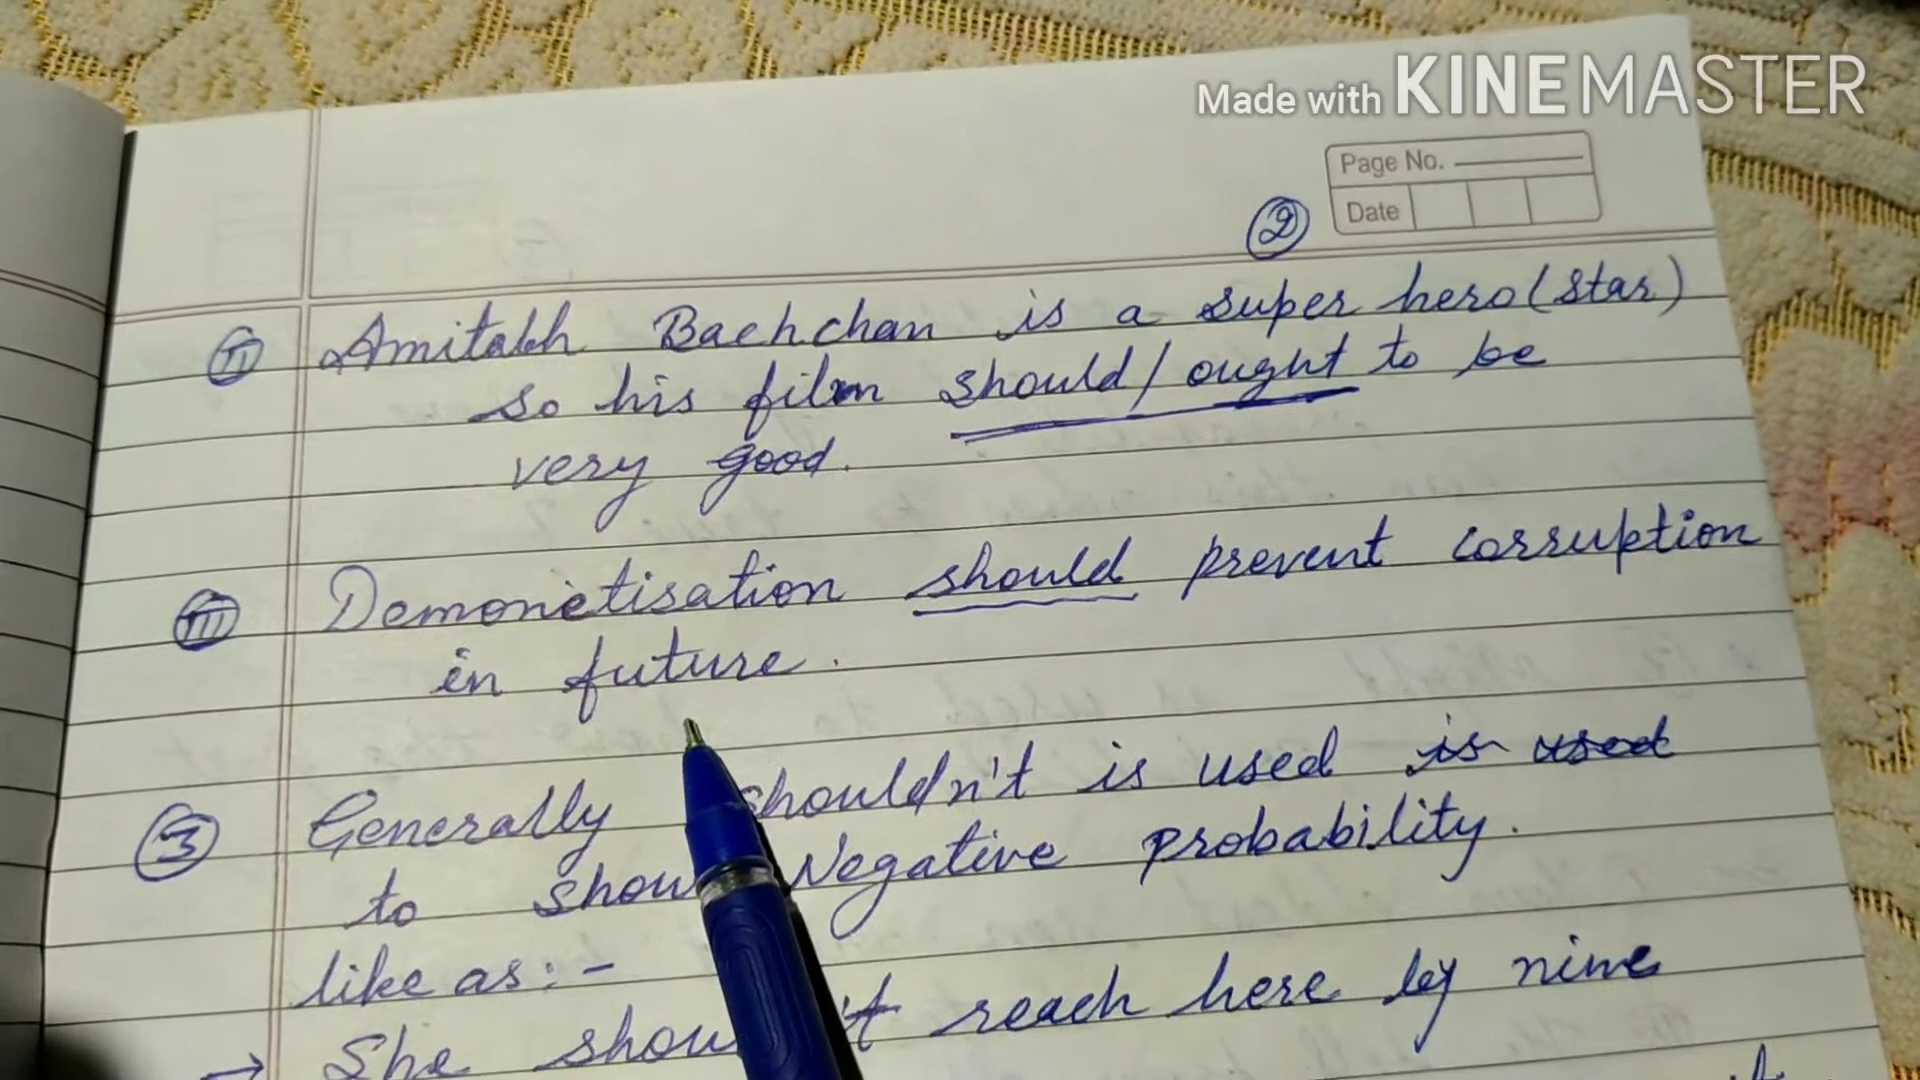 Made with KINEMASTER
Page No.
Date
2
II Amitabh Bachchan is a super hero (star)
so his film should / ought to be
very good.
III Demonetisation should prevent corruption
in future.
3 Generally shouldn't is used is used
to show Negative probability.
like as:-
→ She reach here by nine